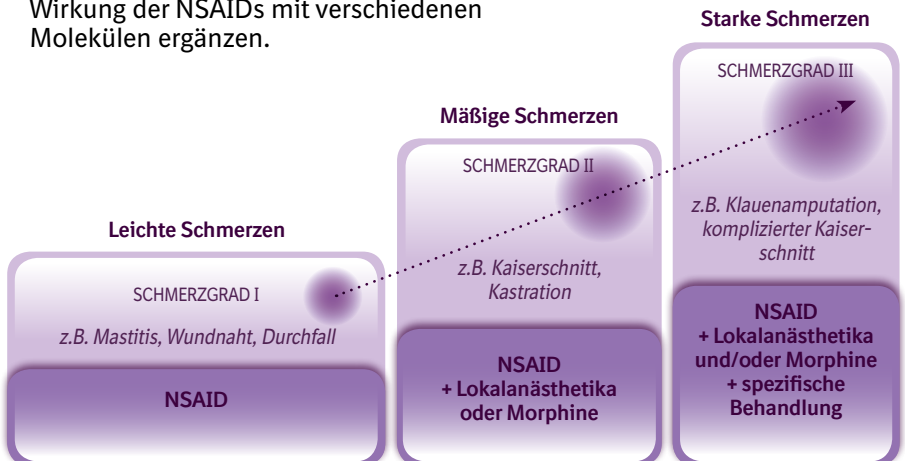 Wirkung der NSAIDs mit verschiedenen
Molekülen ergänzen.
Leichte Schmerzen
SCHMERZGRAD I
z.B. Mastitis, Wundnaht, Durchfall
NSAID
Mäßige Schmerzen
SCHMERZGRAD II
z.B. Kaiserschnitt,
Kastration
NSAID
+ Lokalanästhetika
oder Morphine
Starke Schmerzen
SCHMERZGRAD III
z.B. Klauenamputation,
komplizierter Kaiser-
schnitt
NSAID
+ Lokalanästhetika
und/oder Morphine
+ spezifische
Behandlung